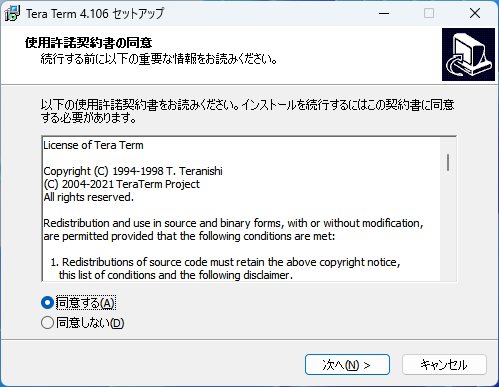 Tera Term 4.106 セットアップ
使用許諾契約書の同意
続行する前に以下の重要な情報をお読みください。
以下の使用許諾契約書をお読みください。インストールを続行するにはこの契約書に同意
する必要があります。
License of Tera Term
Copyright (C) 1994-1998 T. Teranishi
(C) 2004-2021 TeraTerm Project
All rights reserved.
Redistribution and use in source and binary forms, with or without modification,
are permitted provided that the following conditions are met:
1. Redistributions of source code must retain the above copyright notice,
this list of conditions and the following disclaimer.
同意する(A)
同意しない(D)
次へ(N) >
キャンセル